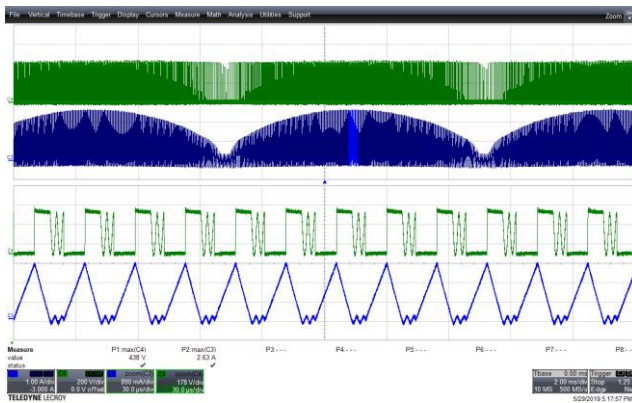 File Vertical Timebase Trigger Display Cursors Measure Math Analysis Utilities Support
Zoom
Measure P1:max(C4) P2:max(C3) P3:- - - P4:- - - P5:- - - P6:- - - P7:- - - P8:- -
value 438 V 2.63 A
status ✔ ✔
zoom(C3) zoom(C4) Tbase 0.00 ms Trigger
1.00 A/div 200 V/div 890 mA/div 178 V/div 2.00 ms/div Stop 1.25
-3.000 A 0.0 V offset 30.0 µs/div 30.0 µs/div 10 MS 500 MS/s Edge
TELEDYNE LECROY 5/29/2019 5:17:57 PM